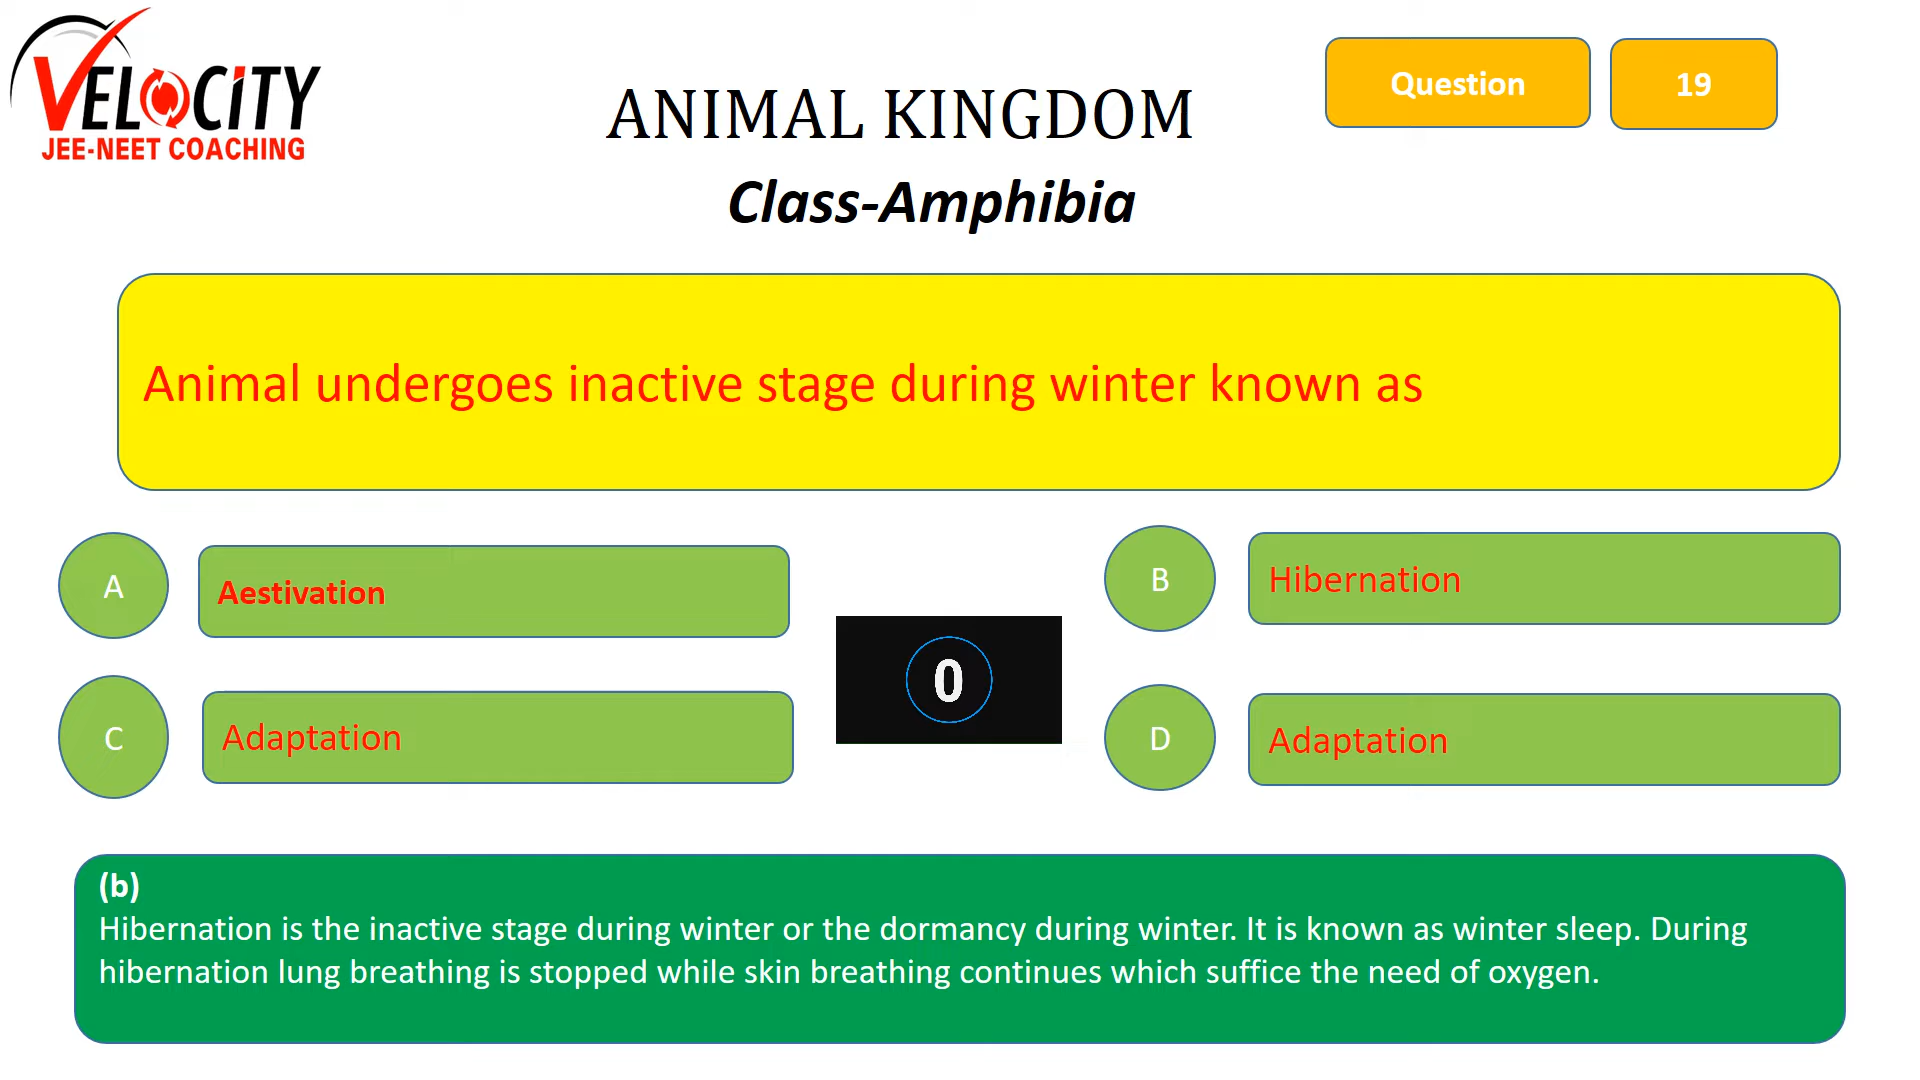 VELOCITY
JEE-NEET COACHING
ANIMAL KINGDOM
Class-Amphibia
Question
19
Animal undergoes inactive stage during winter known as
A
Aestivation
B
Hibernation
C
Adaptation
0
D
Adaptation
(b)
Hibernation is the inactive stage during winter or the dormancy during winter. It is known as winter sleep. During
hibernation lung breathing is stopped while skin breathing continues which suffice the need of oxygen.